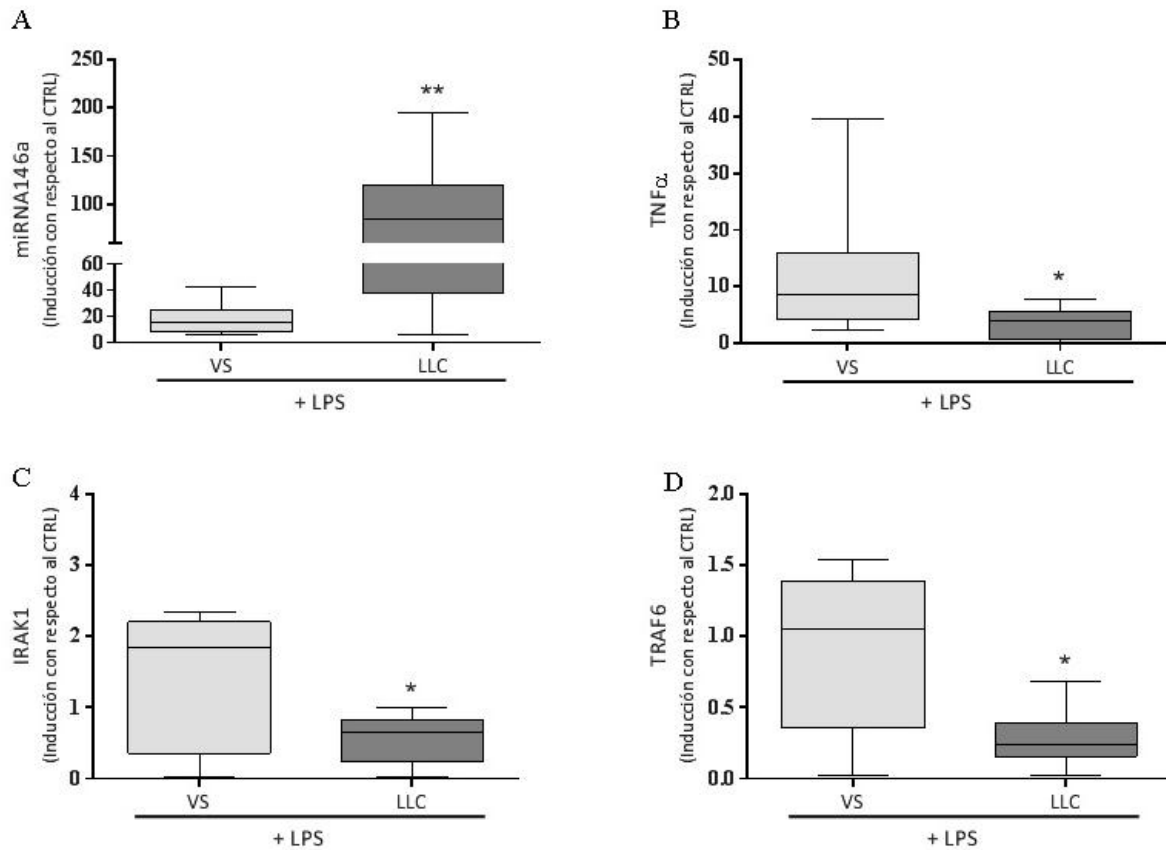 A
miRNA146a
(Inducción con respecto al CTRL)
250
200
150
100
60
40
20
0
**
VS
LLC
+ LPS
B
TNFα
(Inducción con respecto al CTRL)
50
40
30
20
10
0
*
VS
LLC
+ LPS
C
IRAK1
(Inducción con respecto al CTRL)
4
3
2
1
0
*
VS
LLC
+ LPS
D
TRAF6
(Inducción con respecto al CTRL)
2.0
1.5
1.0
0.5
0.0
*
VS
LLC
+ LPS